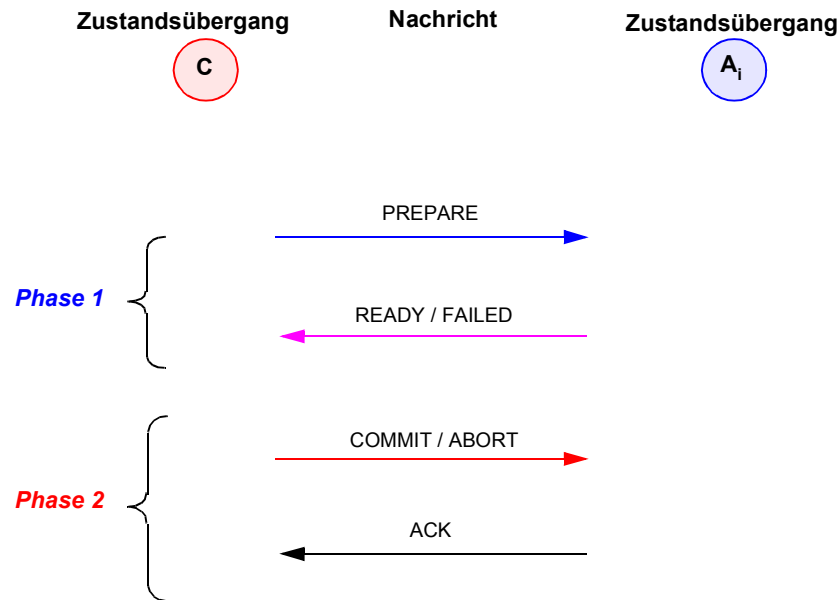 Zustandsübergang
Nachricht
Zustandsübergang
C
Ai
PREPARE
Phase 1
READY / FAILED
COMMIT / ABORT
Phase 2
ACK